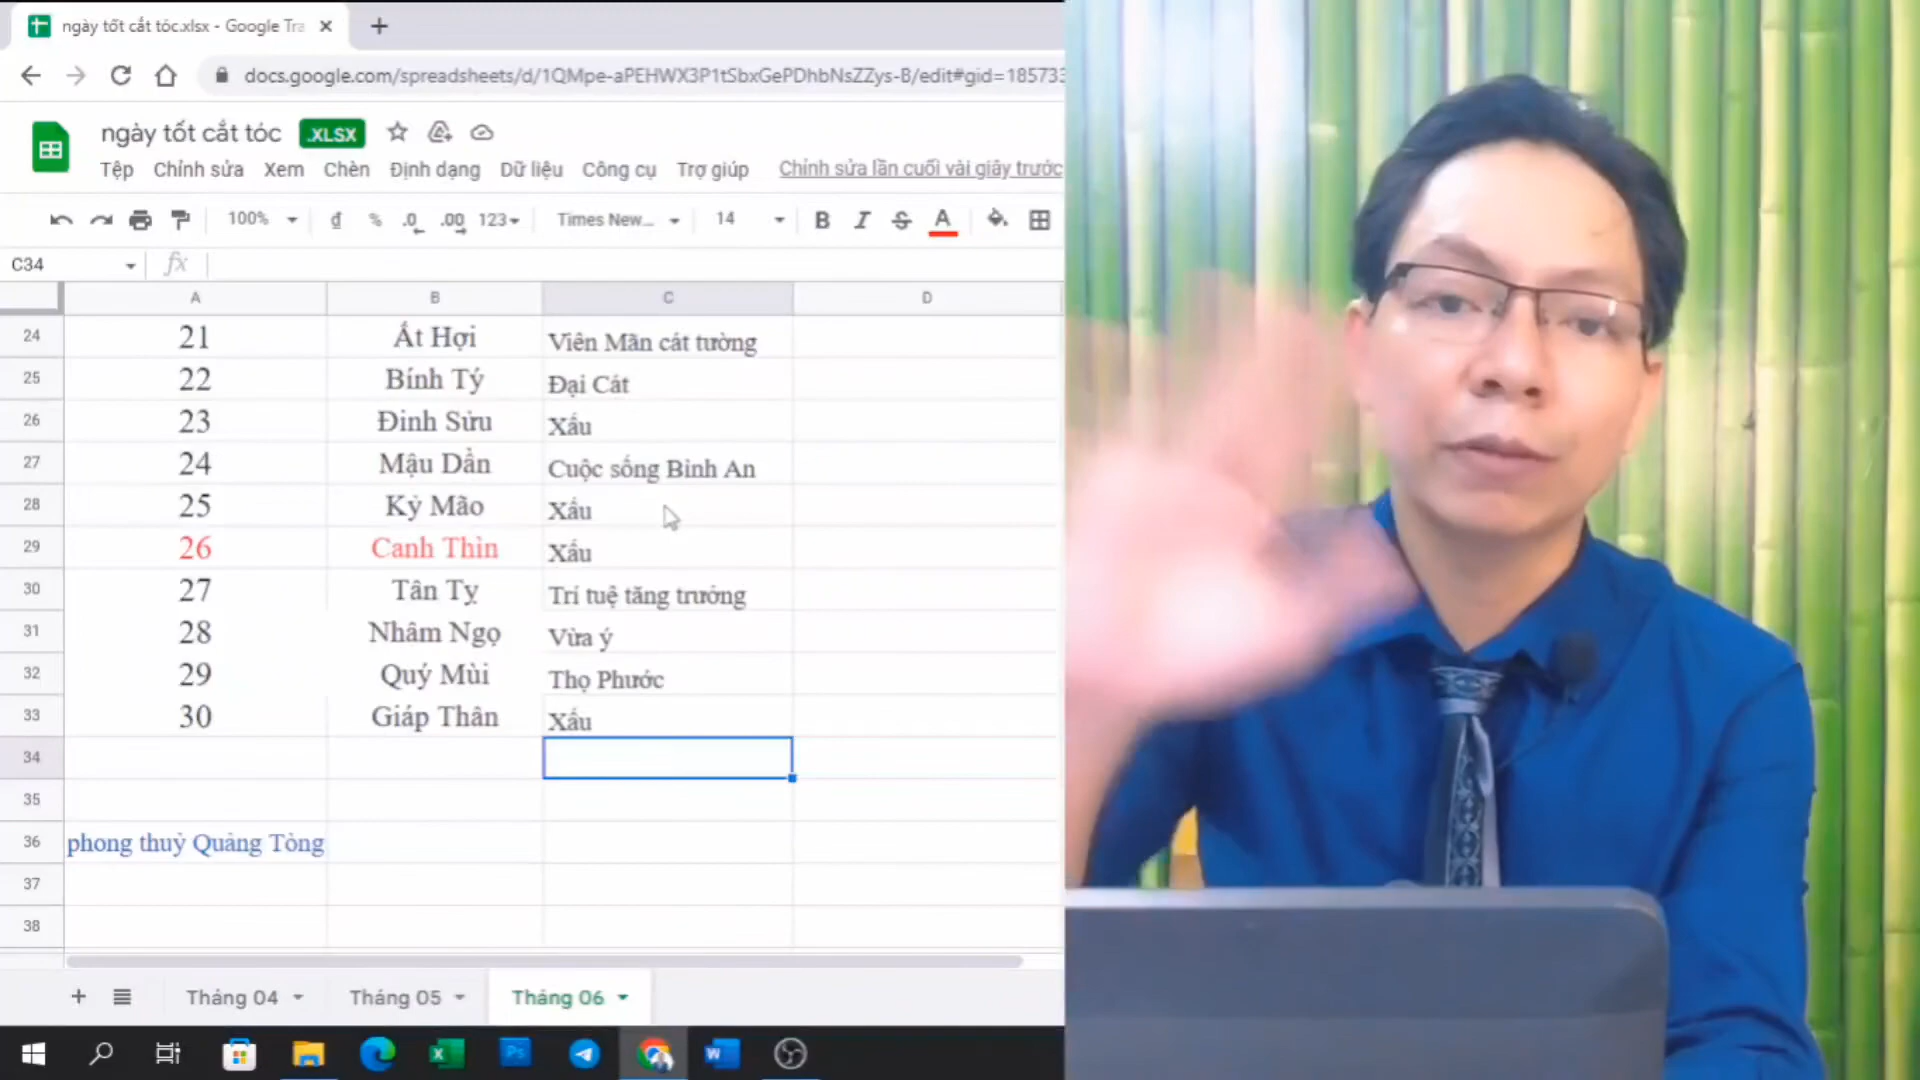 ngày tốt cắt tóc.xlsx - Google Tra
docs.google.com/spreadsheets/d/1QMpe-aPEHWX3P1tSbxGePDhbNsZZys-B/edit#gid=18573
ngày tốt cắt tóc .XLSX
Tệp Chỉnh sửa Xem Chèn Định dạng Dữ liệu Công cụ Trợ giúp Chỉnh sửa lần cuối vài giây trước
100% đ % .0 .00 123 Times New... 14 B I S A
C34 fx
A B C D
24 21 Ất Hợi Viên Mãn cát tường
25 22 Bính Tý Đại Cát
26 23 Đinh Sửu Xấu
27 24 Mậu Dần Cuộc sống Bình An
28 25 Kỷ Mão Xấu
29 26 Canh Thìn Xấu
30 27 Tân Tỵ Trí tuệ tăng trưởng
31 28 Nhâm Ngọ Vừa ý
32 29 Quý Mùi Thọ Phước
33 30 Giáp Thân Xấu
34
35
36 phong thuỷ Quảng Tòng
37
38
+ Tháng 04 Tháng 05 Tháng 06
Ps W